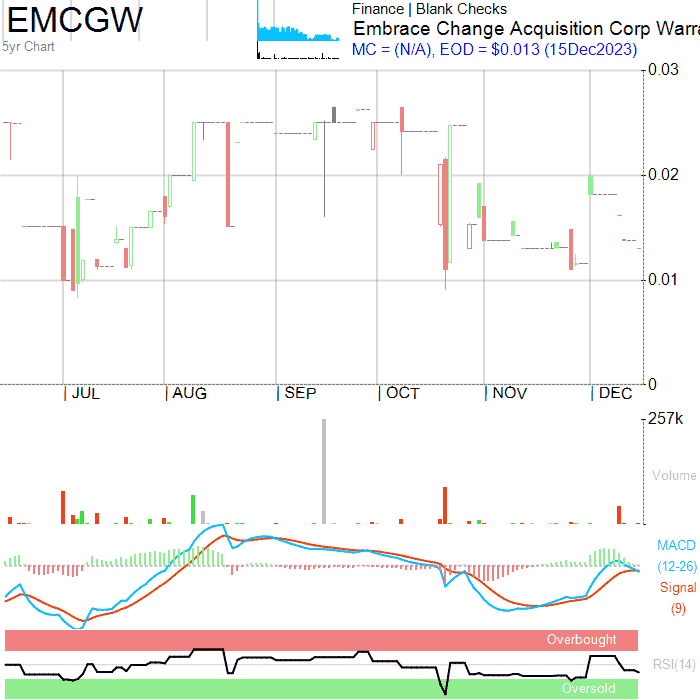 EMCGW
5yr Chart
Finance | Blank Checks
Embrace Change Acquisition Corp Warra
MC = (N/A), EOD = $0.013 (15Dec2023)
0.03
0.02
0.01
0
| JUL | AUG | SEP | OCT | NOV | DEC
257k
Volume
MACD
(12-26)
Signal
(9)
Overbought
RSI(14)
Oversold